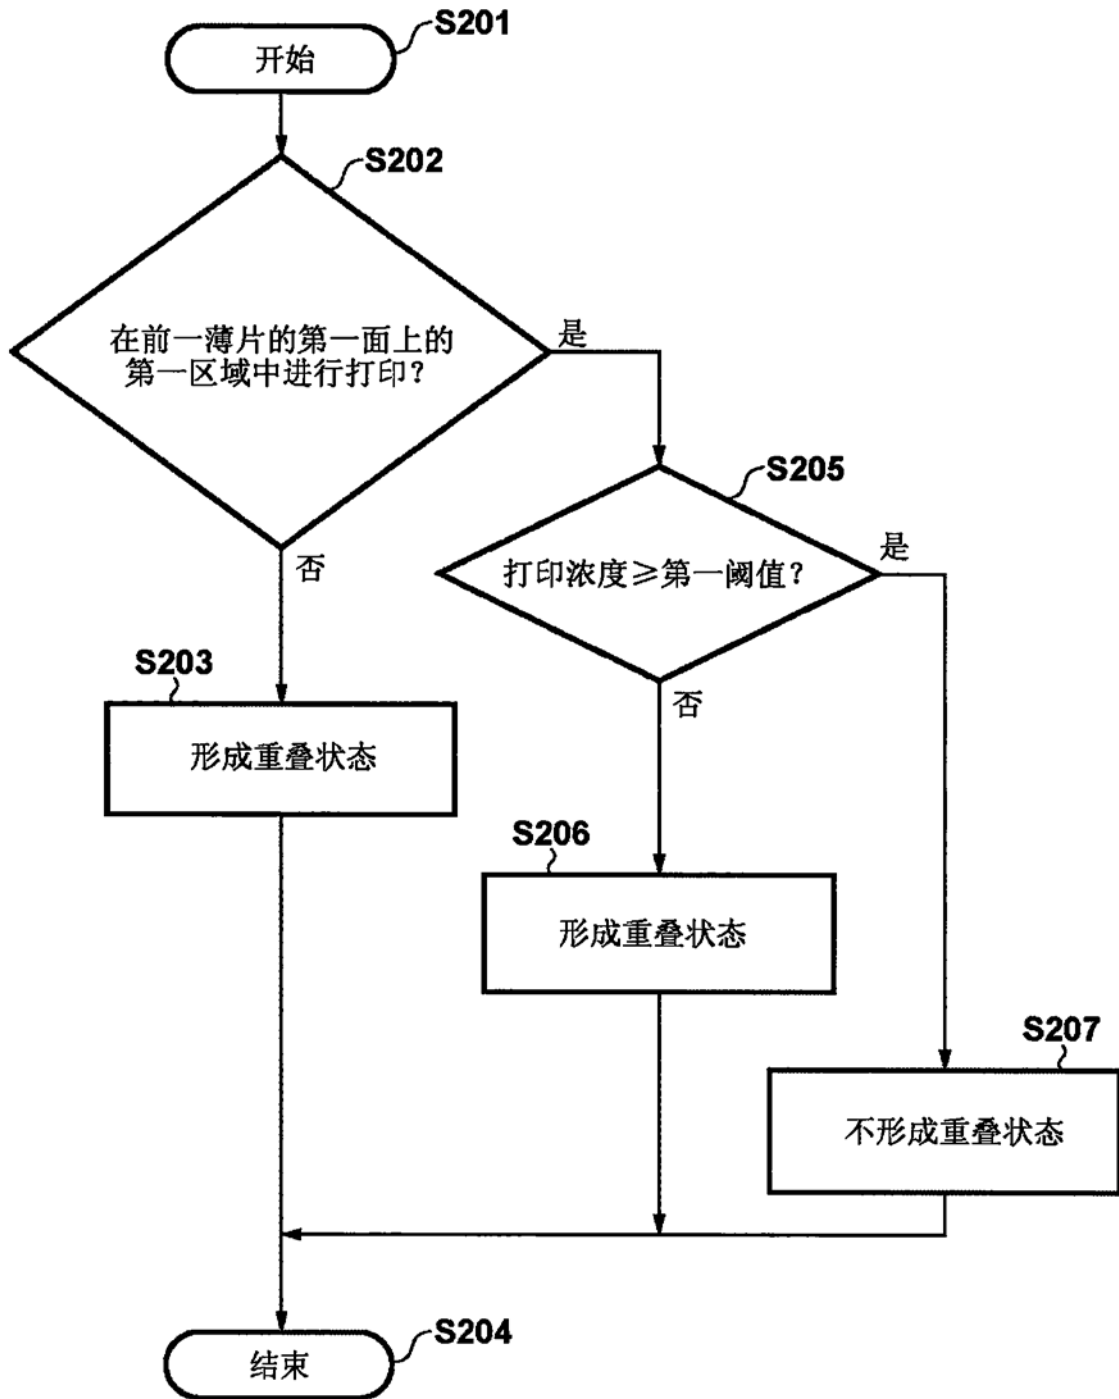 S201
开始
S202
在前一薄片的第一面上的
第一区域中进行打印？
是
否
S205
打印浓度≥第一阈值？
是
否
S203
形成重叠状态
S206
形成重叠状态
S207
不形成重叠状态
S204
结束